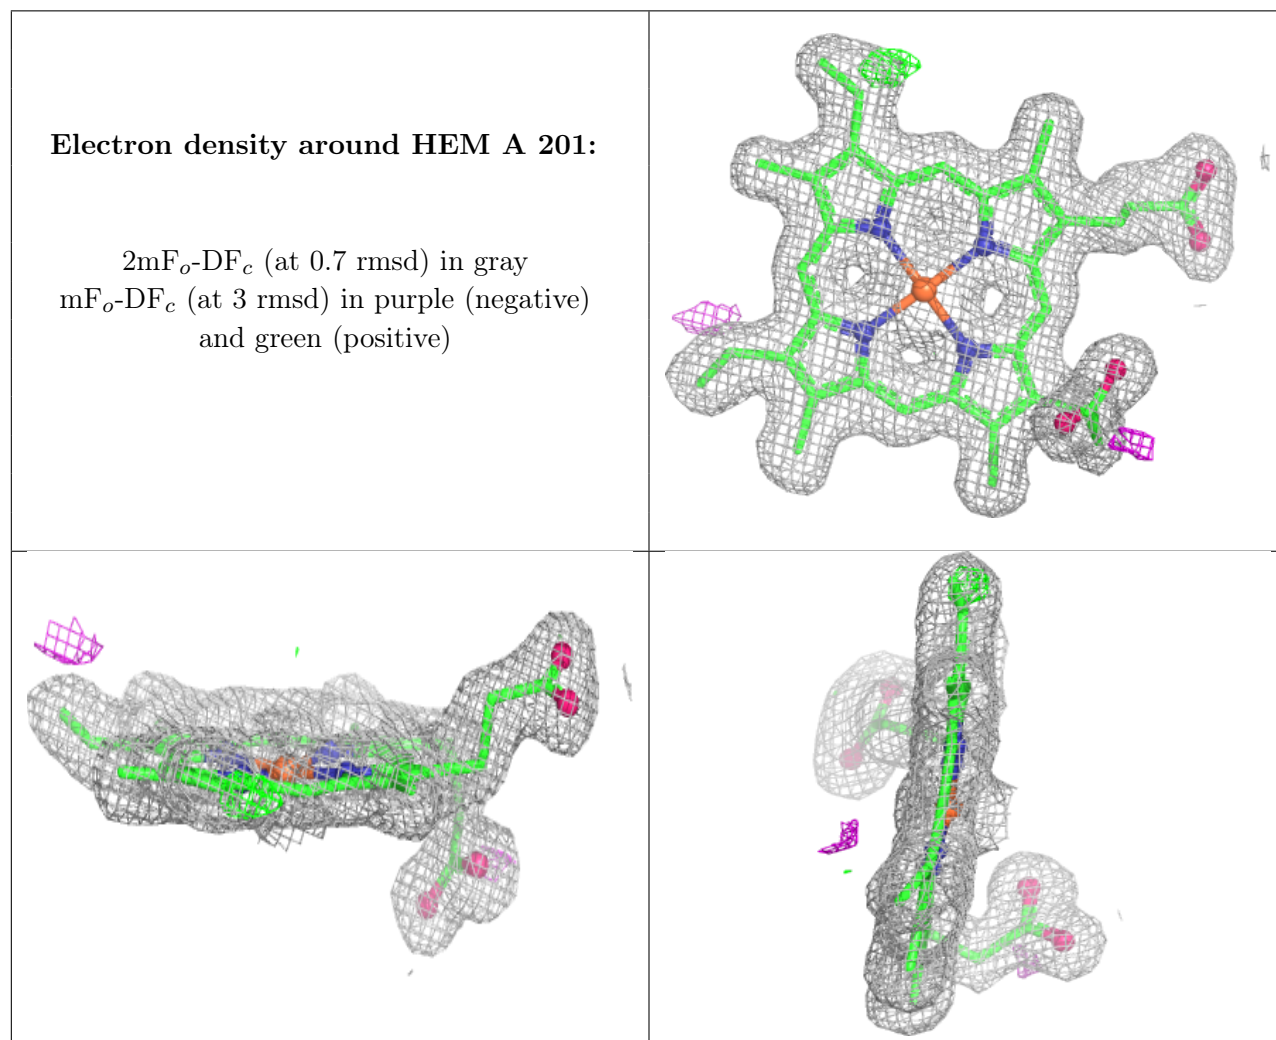 Electron density around HEM A 201:
2mFₒ-DF𝒸 (at 0.7 rmsd) in gray
mFₒ-DF𝒸 (at 3 rmsd) in purple (negative)
and green (positive)